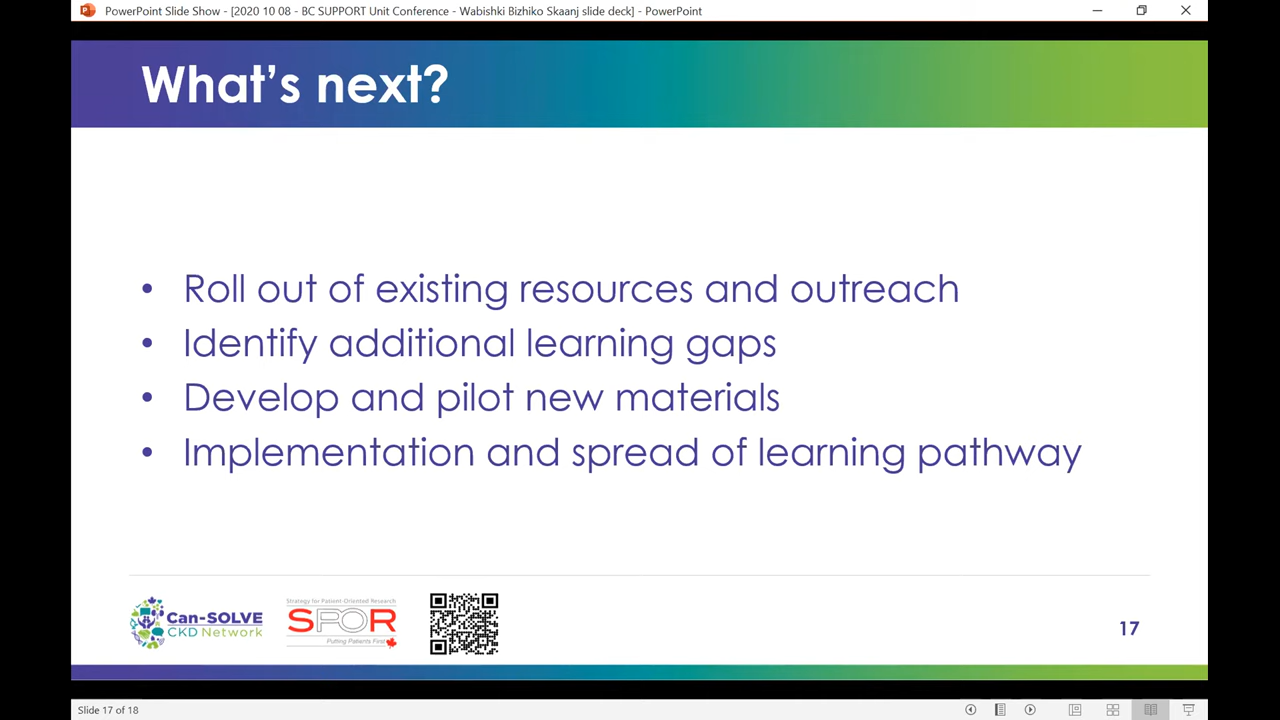 PowerPoint Slide Show - [2020 10 08 - BC SUPPORT Unit Conference - Wabishki Bizhiko Skaanj slide deck] - PowerPoint
What's next?
• Roll out of existing resources and outreach
• Identify additional learning gaps
• Develop and pilot new materials
• Implementation and spread of learning pathway
Can-SOLVE
CKD Network
Strategy for Patient-Oriented Research
SPOR
Putting Patients First
17
Slide 17 of 18